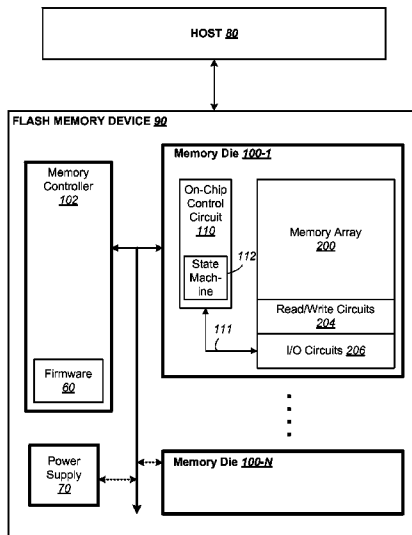 HOST 80
FLASH MEMORY DEVICE 90
Memory
Controller
102
Firmware
60
Power
Supply
70
Memory Die 100-1
On-Chip
Control
Circuit
110
State
Mach-
ine
112
111
Memory Array
200
Read/Write Circuits
204
I/O Circuits 206
Memory Die 100-N